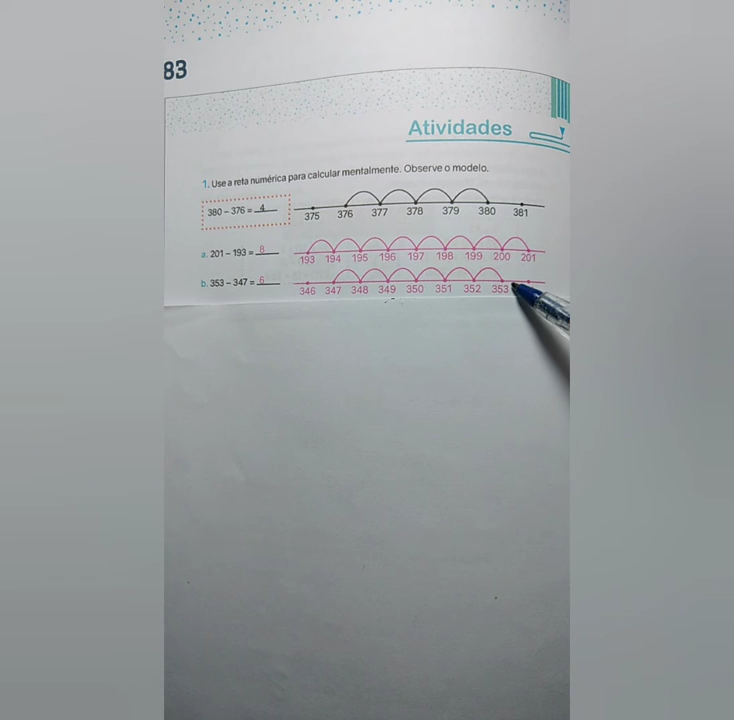 83
Atividades
1. Use a reta numérica para calcular mentalmente. Observe o modelo.
380 – 376 = 4
375 376 377 378 379 380 381
a. 201 – 193 = 8
193 194 195 196 197 198 199 200 201
b. 353 – 347 = 6
346 347 348 349 350 351 352 353